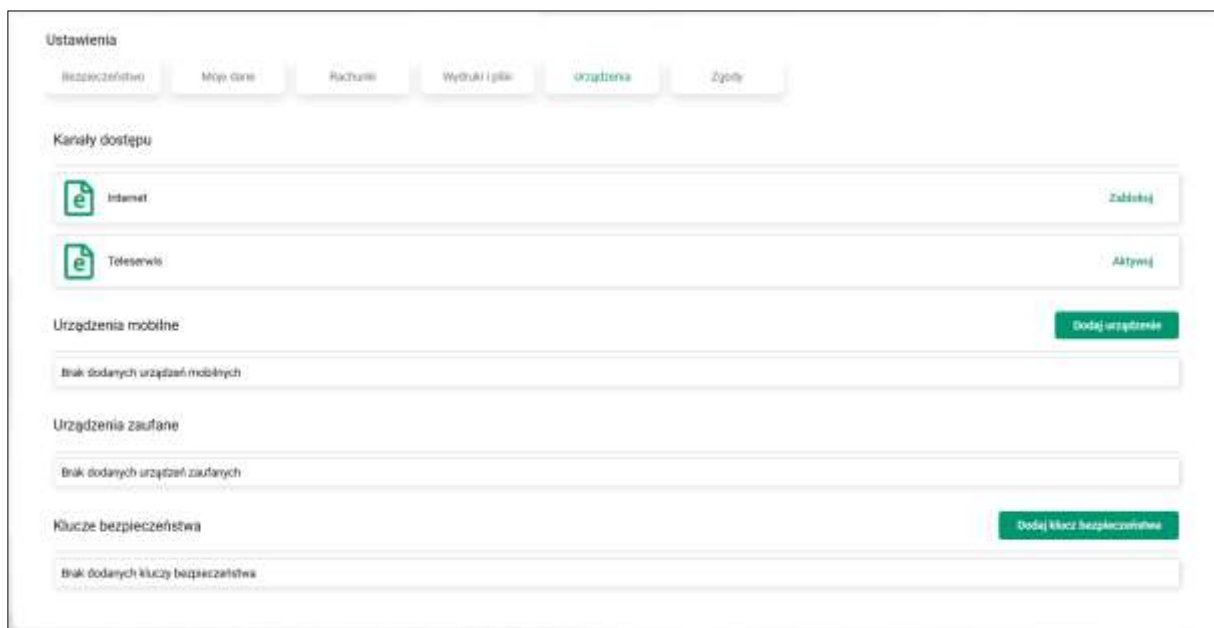 Ustawienia
Bezpieczeństwo Moje dane Rachunki Wydruki i pliki Urządzenia Zgody
Kanały dostępu
Internet Zablokuj
Teleserwis Aktywuj
Urządzenia mobilne Dodaj urządzenie
Brak dodanych urządzeń mobilnych
Urządzenia zaufane
Brak dodanych urządzeń zaufanych
Klucze bezpieczeństwa Dodaj klucz bezpieczeństwa
Brak dodanych kluczy bezpieczeństwa